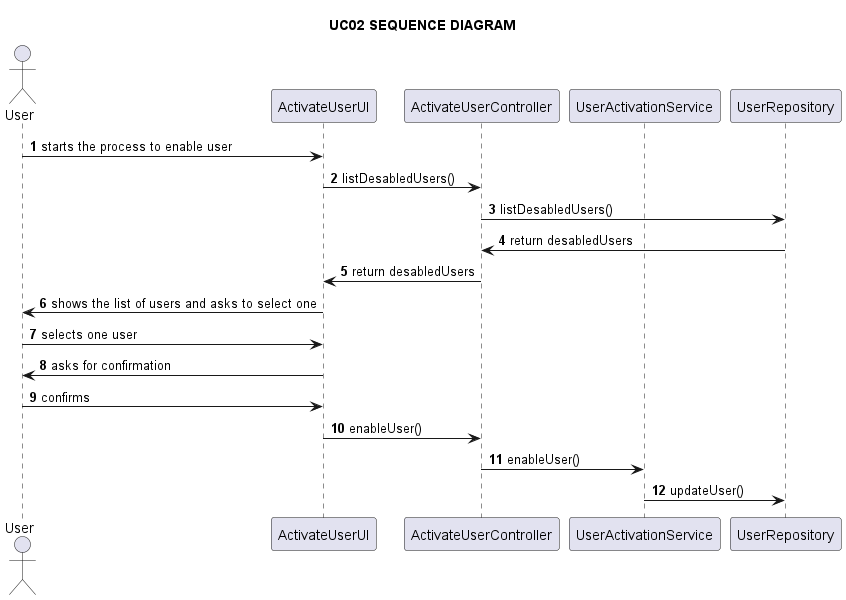 UC02 SEQUENCE DIAGRAM
User
ActivateUserUI
ActivateUserController
UserActivationService
UserRepository
1 starts the process to enable user
2 listDesabledUsers()
3 listDesabledUsers()
4 return desabledUsers
5 return desabledUsers
6 shows the list of users and asks to select one
7 selects one user
8 asks for confirmation
9 confirms
10 enableUser()
11 enableUser()
12 updateUser()
User
ActivateUserUI
ActivateUserController
UserActivationService
UserRepository